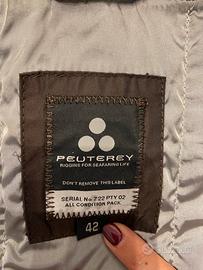 PEUTEREY
RIGGING FOR SEAFARING LIFE
DON'T REMOVE THIS LABEL
SERIAL No 722 PTY 02
ALL CONDITION PACK
42